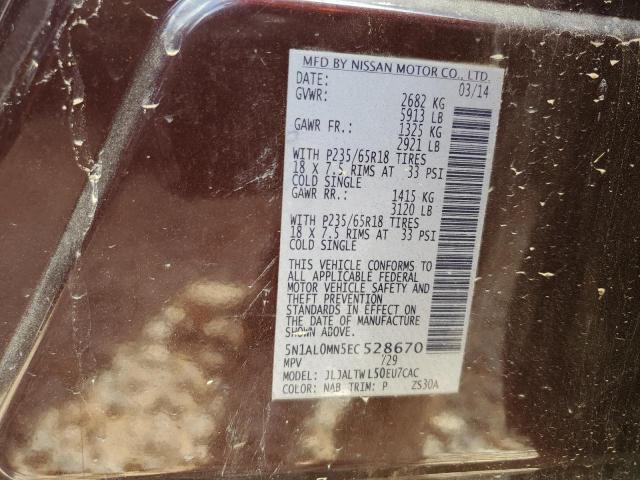 MFD BY NISSAN MOTOR CO., LTD.
DATE: 03/14
GVWR: 2682 KG
5913 LB
GAWR FR.: 1325 KG
2921 LB
WITH P235/65R18 TIRES
18 X 7.5 RIMS AT 33 PSI
COLD SINGLE
GAWR RR.: 1415 KG
3120 LB
WITH P235/65R18 TIRES
18 X 7.5 RIMS AT 33 PSI
COLD SINGLE
THIS VEHICLE CONFORMS TO
ALL APPLICABLE FEDERAL
MOTOR VEHICLE SAFETY AND
THEFT PREVENTION
STANDARDS IN EFFECT ON
THE DATE OF MANUFACTURE
SHOWN ABOVE.
5N1AL0MN5EC528670
MPV /29
MODEL: JLJALTWL50EU7CAC
COLOR: NAB TRIM: P ZS30A